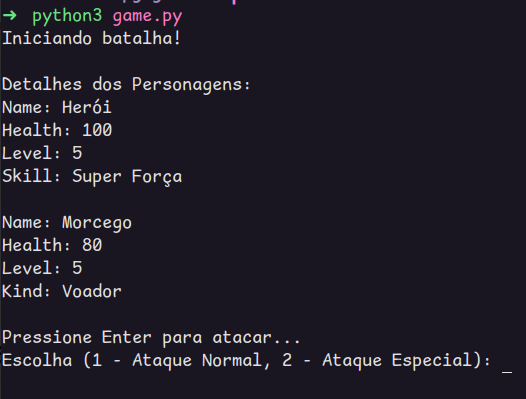 ➜ python3 game.py
Iniciando batalha!
Detalhes dos Personagens:
Name: Herói
Health: 100
Level: 5
Skill: Super Força
Name: Morcego
Health: 80
Level: 5
Kind: Voador
Pressione Enter para atacar...
Escolha (1 - Ataque Normal, 2 - Ataque Especial): _